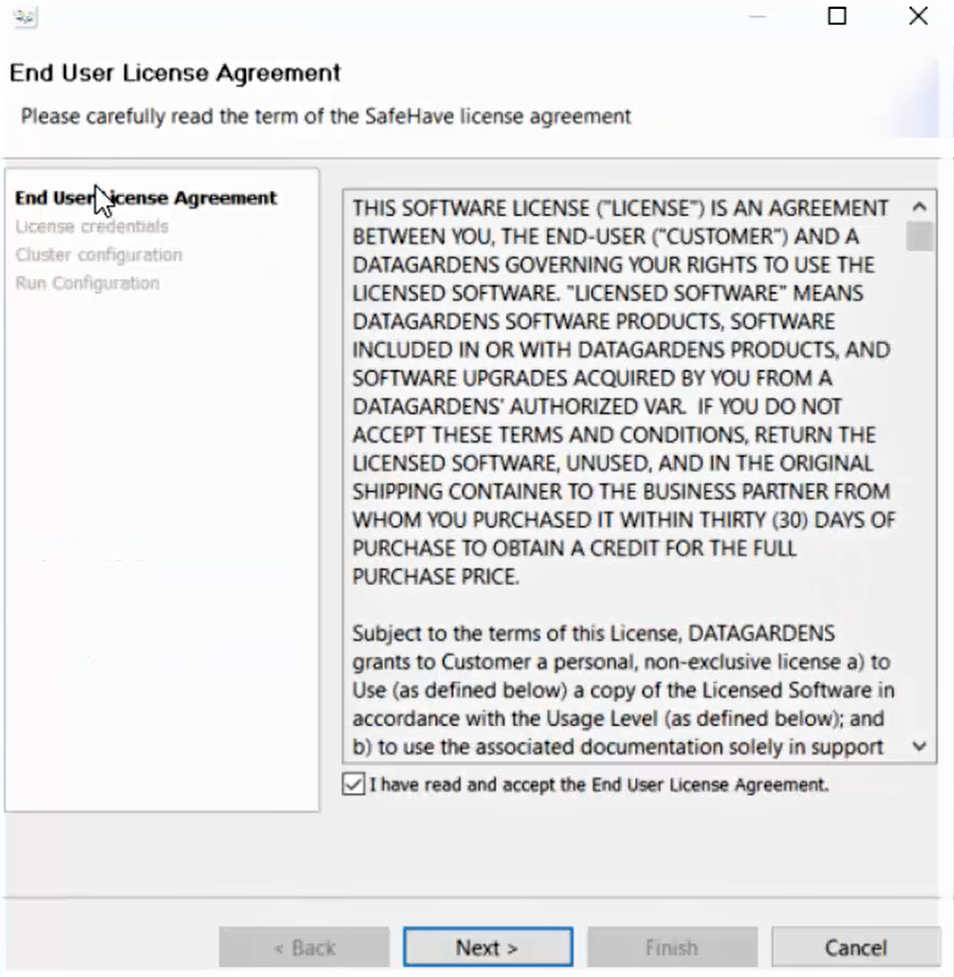 End User License Agreement
Please carefully read the term of the SafeHave license agreement
End User License Agreement
License credentials
Cluster configuration
Run Configuration
THIS SOFTWARE LICENSE ("LICENSE") IS AN AGREEMENT
BETWEEN YOU, THE END-USER ("CUSTOMER") AND A
DATAGARDENS GOVERNING YOUR RIGHTS TO USE THE
LICENSED SOFTWARE. "LICENSED SOFTWARE" MEANS
DATAGARDENS SOFTWARE PRODUCTS, SOFTWARE
INCLUDED IN OR WITH DATAGARDENS PRODUCTS, AND
SOFTWARE UPGRADES ACQUIRED BY YOU FROM A
DATAGARDENS' AUTHORIZED VAR.  IF YOU DO NOT
ACCEPT THESE TERMS AND CONDITIONS, RETURN THE
LICENSED SOFTWARE, UNUSED, AND IN THE ORIGINAL
SHIPPING CONTAINER TO THE BUSINESS PARTNER FROM
WHOM YOU PURCHASED IT WITHIN THIRTY (30) DAYS OF
PURCHASE TO OBTAIN A CREDIT FOR THE FULL
PURCHASE PRICE.
Subject to the terms of this License, DATAGARDENS
grants to Customer a personal, non-exclusive license a) to
Use (as defined below) a copy of the Licensed Software in
accordance with the Usage Level (as defined below); and
b) to use the associated documentation solely in support
I have read and accept the End User License Agreement.
< Back
Next >
Finish
Cancel